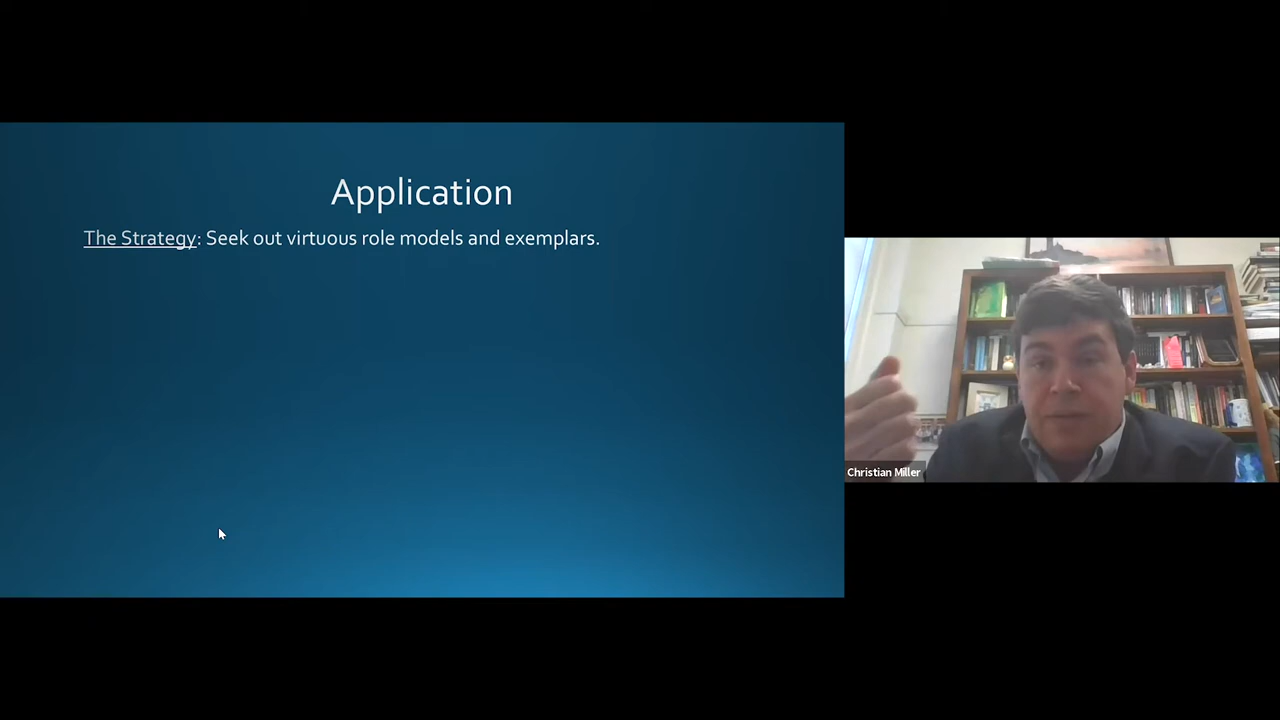 Application
The Strategy: Seek out virtuous role models and exemplars.
Christian Miller